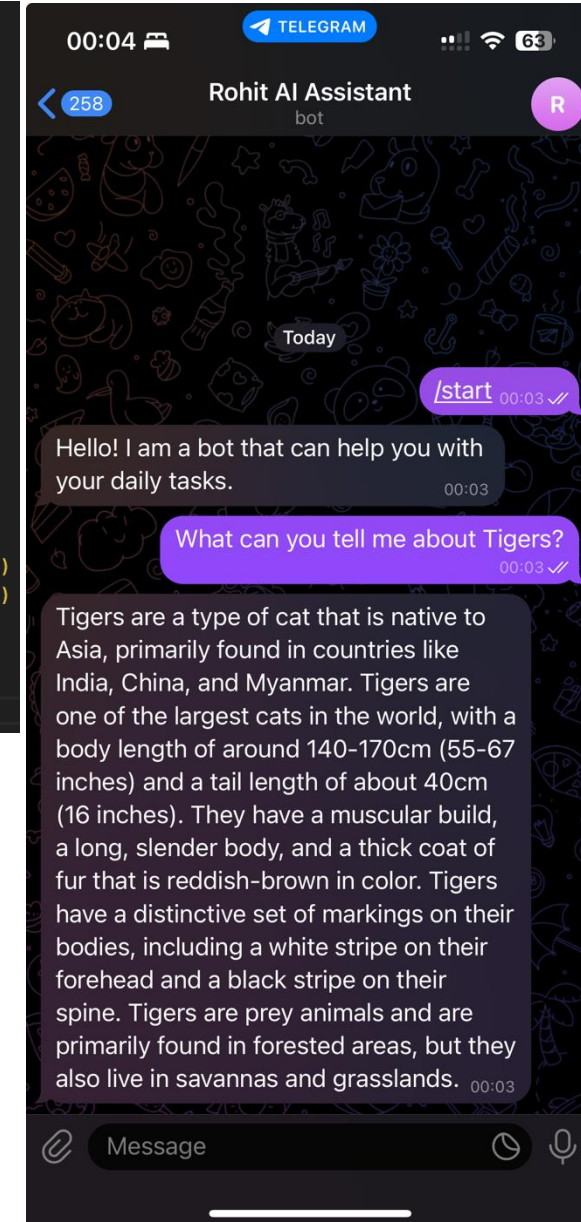 )
)
00:04
TELEGRAM
63
258
Rohit AI Assistant
bot
R
Today
/start 00:03
Hello! I am a bot that can help you with
your daily tasks.
00:03
What can you tell me about Tigers?
00:03
Tigers are a type of cat that is native to
Asia, primarily found in countries like
India, China, and Myanmar. Tigers are
one of the largest cats in the world, with a
body length of around 140-170cm (55-67
inches) and a tail length of about 40cm
(16 inches). They have a muscular build,
a long, slender body, and a thick coat of
fur that is reddish-brown in color. Tigers
have a distinctive set of markings on their
bodies, including a white stripe on their
forehead and a black stripe on their
spine. Tigers are prey animals and are
primarily found in forested areas, but they
also live in savannas and grasslands. 00:03
Message